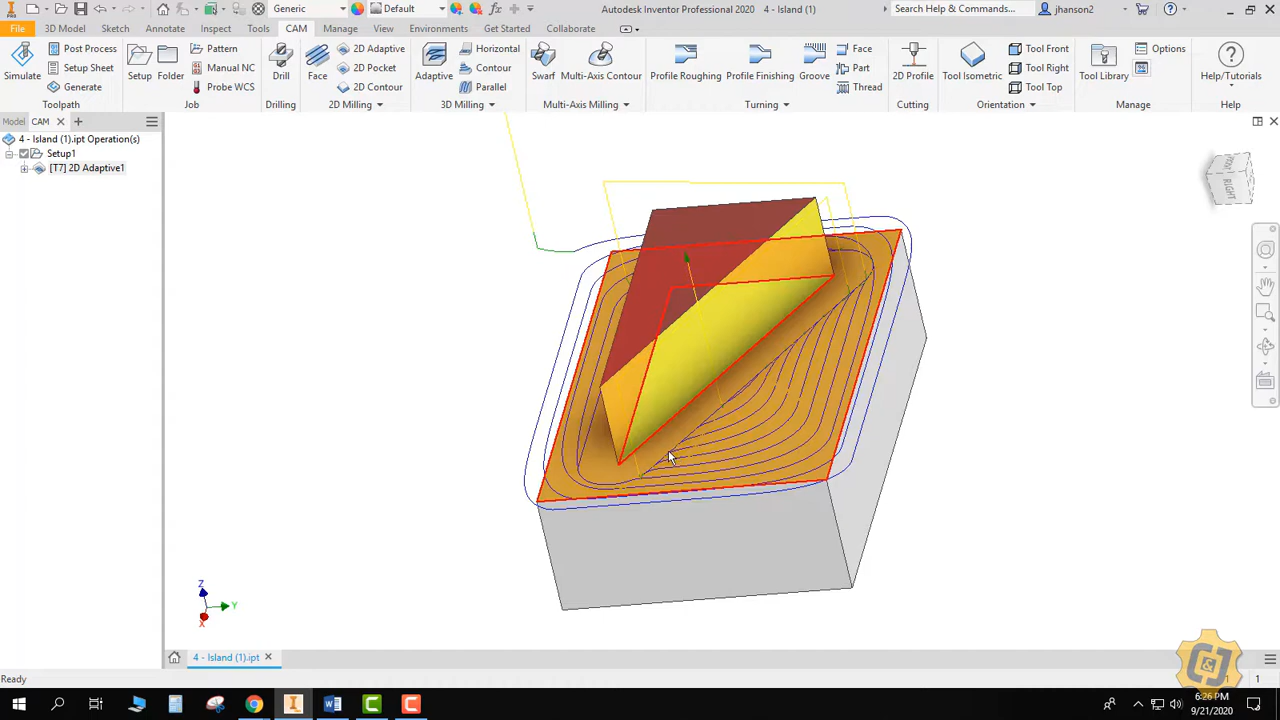 Generic
Default
Autodesk Inventor Professional 2020 4 - Island (1)
Search Help & Commands...
jhanson2
File 3D Model Sketch Annotate Inspect Tools CAM Manage View Environments Get Started Collaborate
Simulate
Post Process
Setup Sheet
Generate
Toolpath
Setup
Folder
Pattern
Manual NC
Probe WCS
Job
Drill
Drilling
Face
2D Adaptive
2D Pocket
2D Contour
2D Milling
Adaptive
Horizontal
Contour
Parallel
3D Milling
Swarf
Multi-Axis Contour
Multi-Axis Milling
Profile Roughing
Profile Finishing
Groove
Face
Part
Thread
Turning
2D Profile
Cutting
Tool Isometric
Tool Front
Tool Right
Tool Top
Orientation
Tool Library
Options
Manage
Help/Tutorials
Help
Model CAM
4 - Island (1).ipt Operation(s)
Setup1
[T7] 2D Adaptive1
RIGHT
Z
Y
X
4 - Island (1).ipt
Ready
1
6:26 PM
9/21/2020